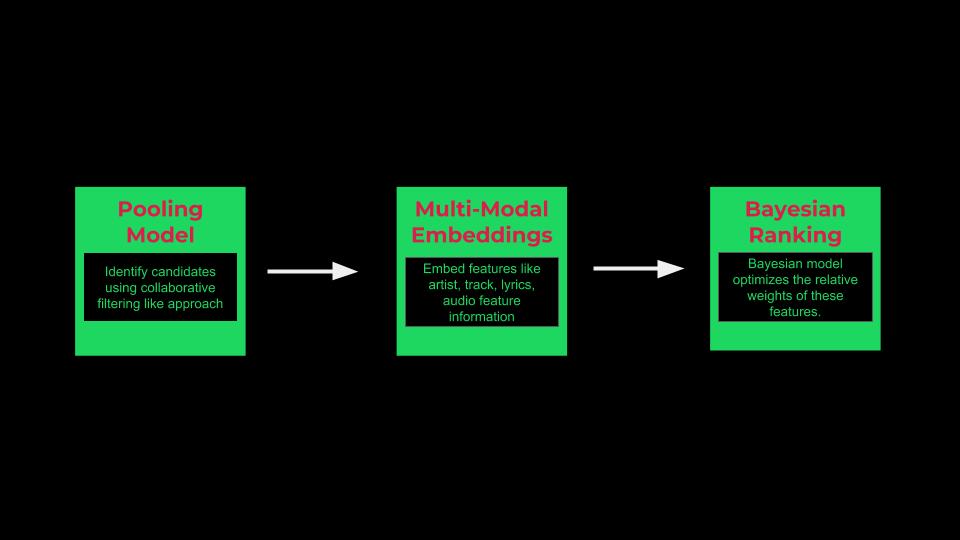 Pooling
Model
Identify candidates
using collaborative
filtering like approach
Multi-Modal
Embeddings
Embed features like
artist, track, lyrics,
audio feature
information
Bayesian
Ranking
Bayesian model
optimizes the relative
weights of these
features.